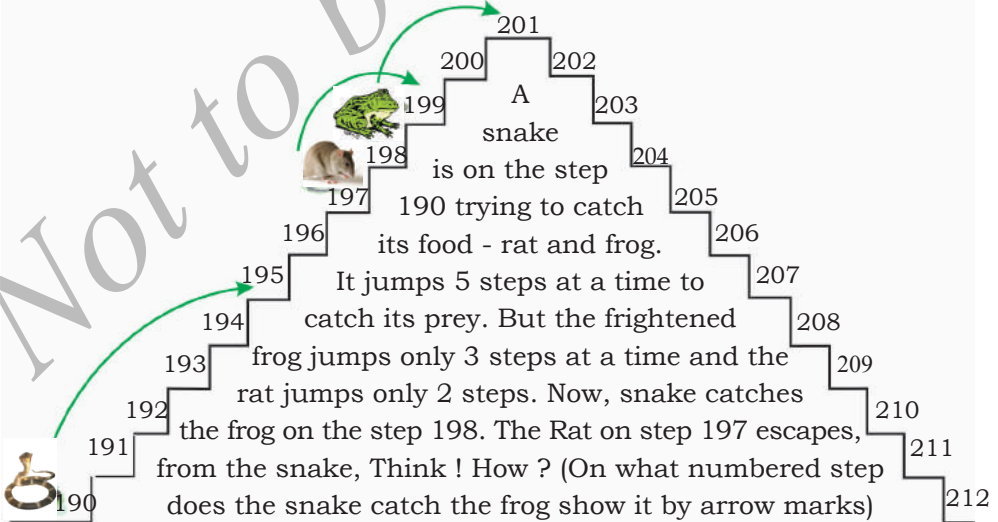 Not to b
201
200
202
199
203
198
204
197
205
196
206
195
207
194
208
193
209
192
210
191
211
190
212
A
snake
is on the step
190 trying to catch
its food - rat and frog.
It jumps 5 steps at a time to
catch its prey. But the frightened
frog jumps only 3 steps at a time and the
rat jumps only 2 steps. Now, snake catches
the frog on the step 198. The Rat on step 197 escapes,
from the snake, Think ! How ? (On what numbered step
does the snake catch the frog show it by arrow marks)